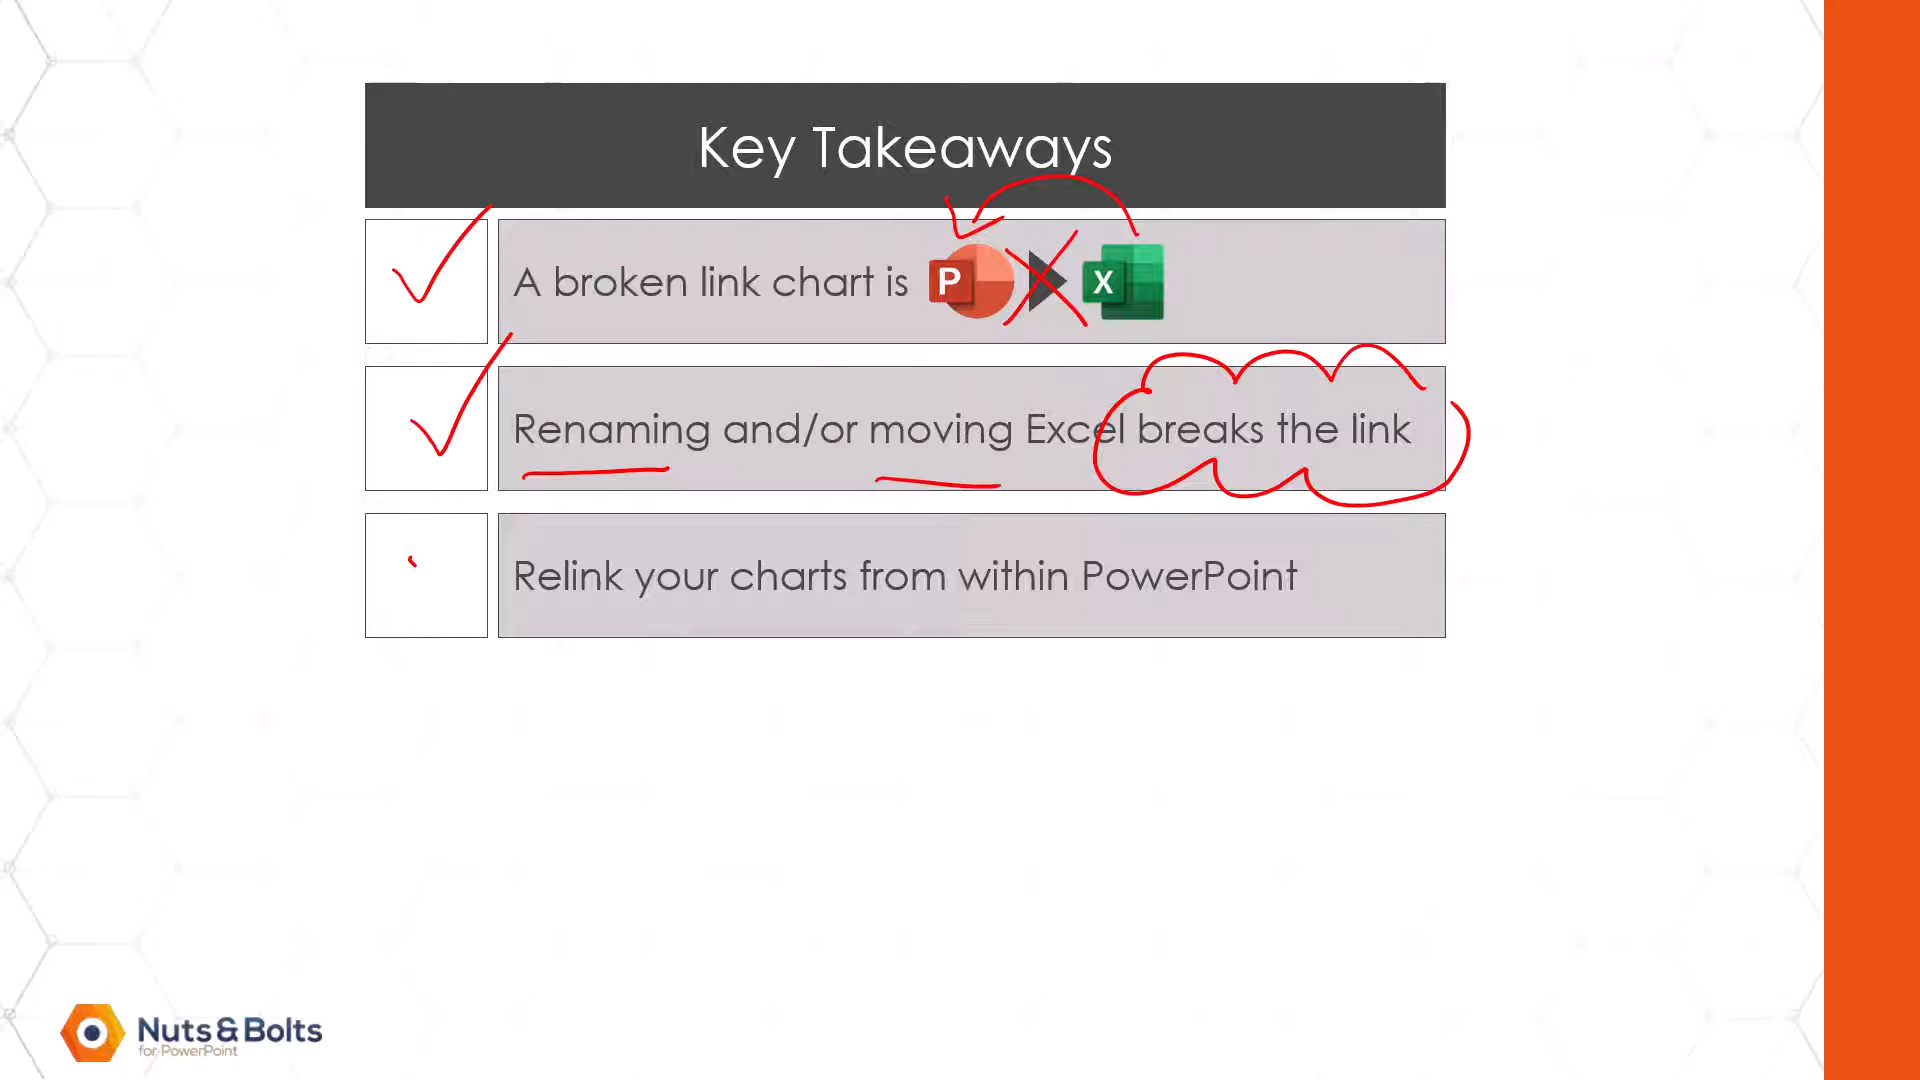 Key Takeaways
A broken link chart is P X
Renaming and/or moving Excel breaks the link
Relink your charts from within PowerPoint
Nuts & Bolts
for PowerPoint